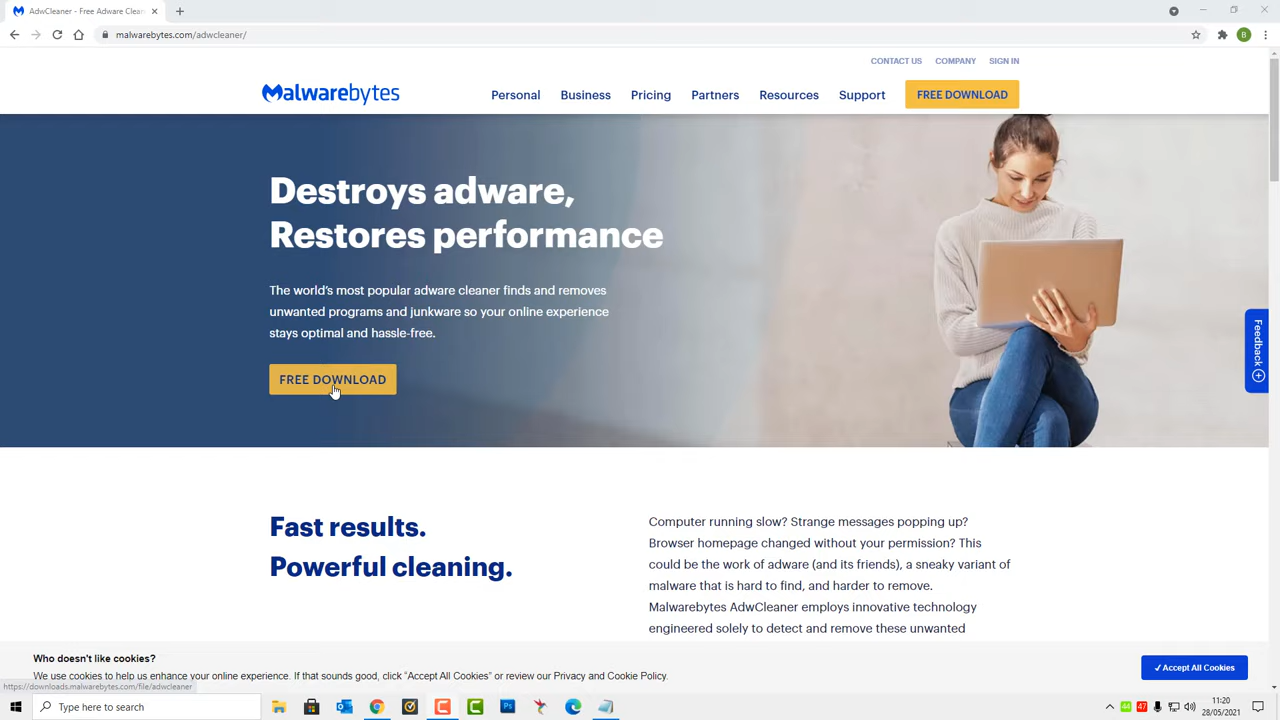 AdwCleaner - Free Adware Clean
malwarebytes.com/adwcleaner/
B
CONTACT US COMPANY SIGN IN
Malwarebytes
Personal Business Pricing Partners Resources Support FREE DOWNLOAD
Destroys adware,
Restores performance
The world's most popular adware cleaner finds and removes
unwanted programs and junkware so your online experience
stays optimal and hassle-free.
FREE DOWNLOAD
Feedback
Fast results.
Powerful cleaning.
Computer running slow? Strange messages popping up?
Browser homepage changed without your permission? This
could be the work of adware (and its friends), a sneaky variant of
malware that is hard to find, and harder to remove.
Malwarebytes AdwCleaner employs innovative technology
engineered solely to detect and remove these unwanted
Who doesn't like cookies?
We use cookies to help us enhance your online experience. If that sounds good, click "Accept All Cookies" or review our Privacy and Cookie Policy.
✓ Accept All Cookies
https://downloads.malwarebytes.com/file/adwcleaner
Type here to search
Ps
44 47
11:20
28/05/2021